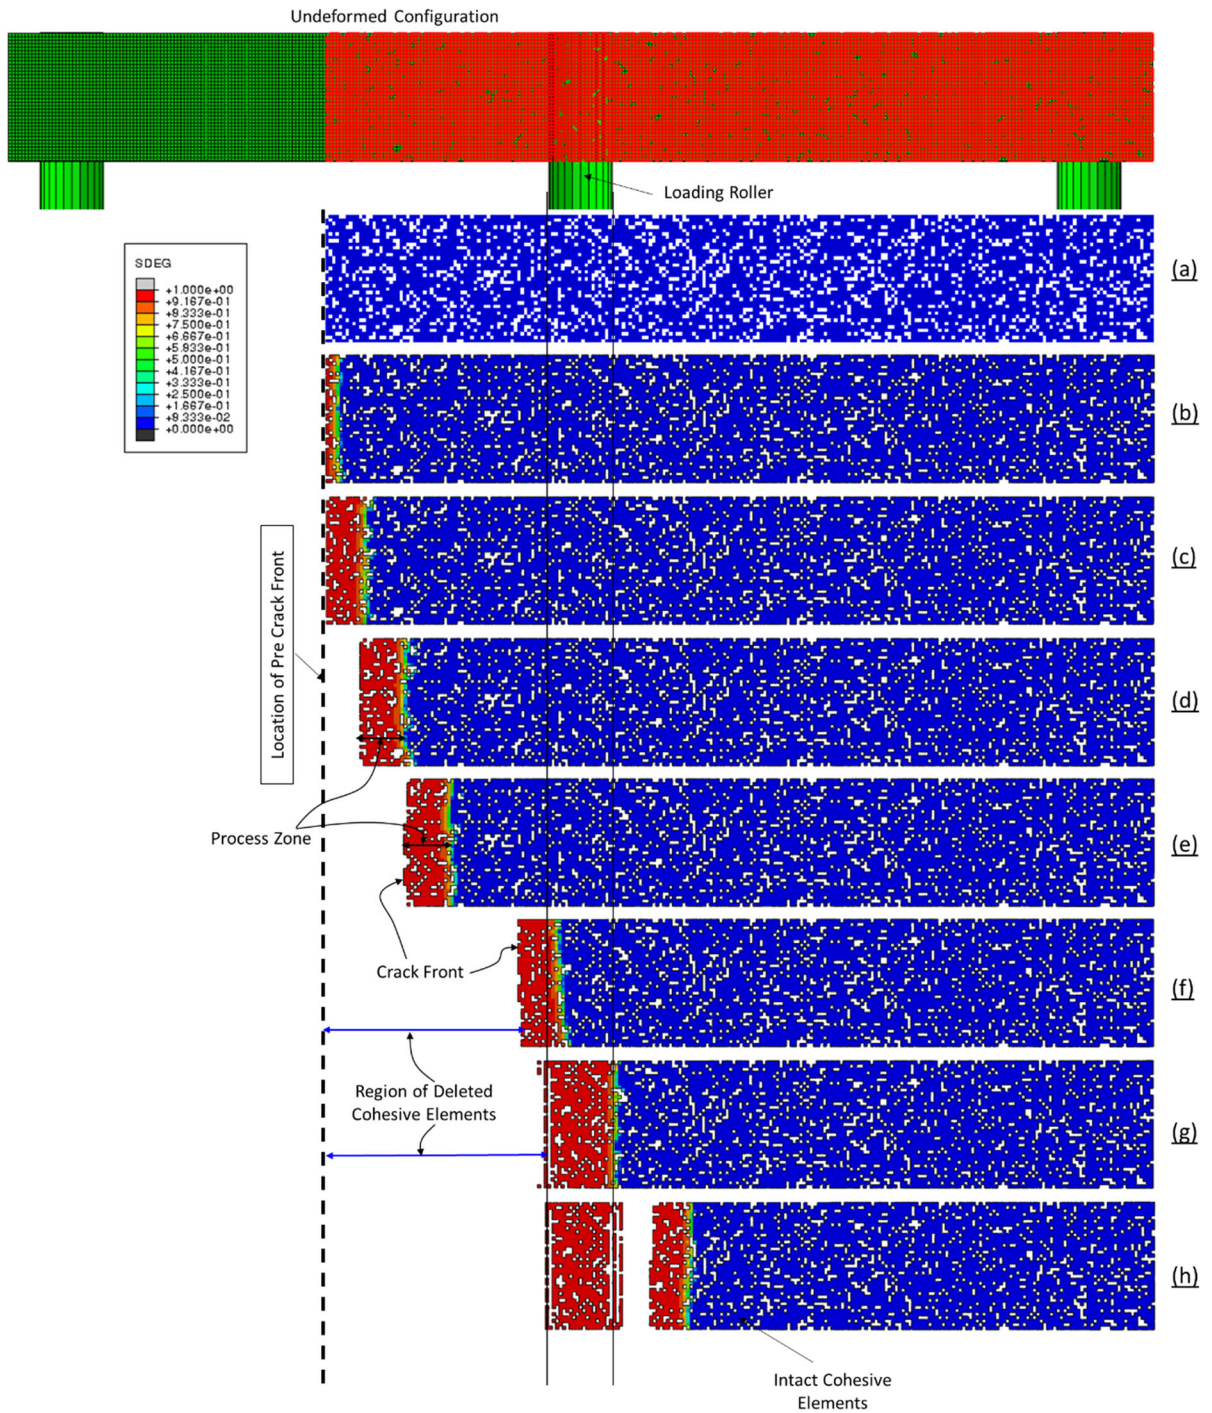 Undeformed Configuration
Loading Roller
SDEG
+1.000e+00
+9.167e-01
+8.333e-01
+7.500e-01
+6.667e-01
+5.833e-01
+5.000e-01
+4.167e-01
+3.333e-01
+2.500e-01
+1.667e-01
+8.333e-02
+0.000e+00
(a)
(b)
(c)
Location of Pre Crack Front
(d)
Process Zone
(e)
Crack Front
(f)
Region of Deleted
Cohesive Elements
(g)
(h)
Intact Cohesive
Elements